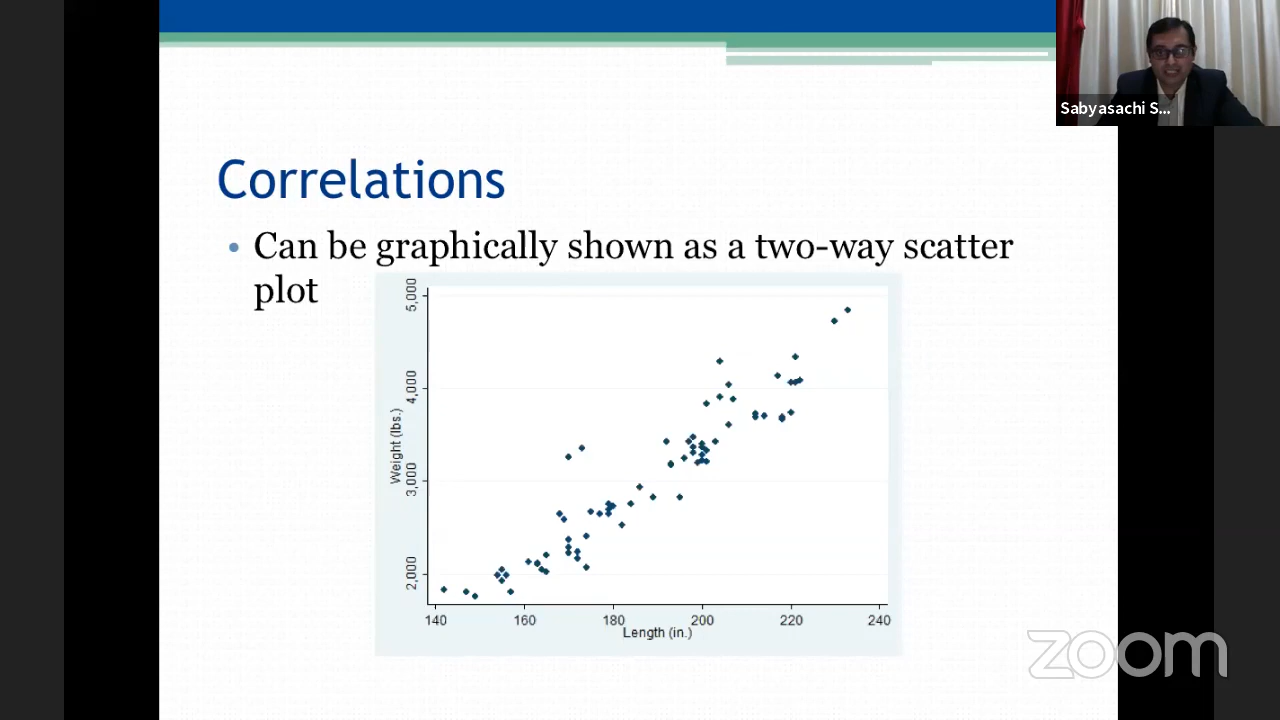 Sabyasachi S...
Correlations
• Can be graphically shown as a two-way scatter
plot
5,000
4,000
3,000
2,000
Weight (lbs.)
140 160 180 200 220 240
Length (in.)
zoom